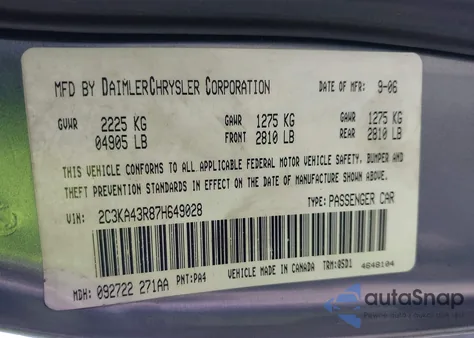 MFD BY DAIMLERCHRYSLER CORPORATION DATE OF MFR: 9-06
GVWR 2225 KG GAWR 1275 KG GAWR 1275 KG
04905 LB FRONT 2810 LB REAR 2810 LB
THIS VEHICLE CONFORMS TO ALL APPLICABLE FEDERAL MOTOR VEHICLE SAFETY, BUMPER AND
THEFT PREVENTION STANDARDS IN EFFECT ON THE DATE OF MANUFACTURE SHOWN ABOVE.
VIN: 2C3KA43R87H649028 TYPE: PASSENGER CAR
MDH: 092722 271AA PNT: PA4 VEHICLE MADE IN CANADA TRM: 05D1 4648104
autoSnap